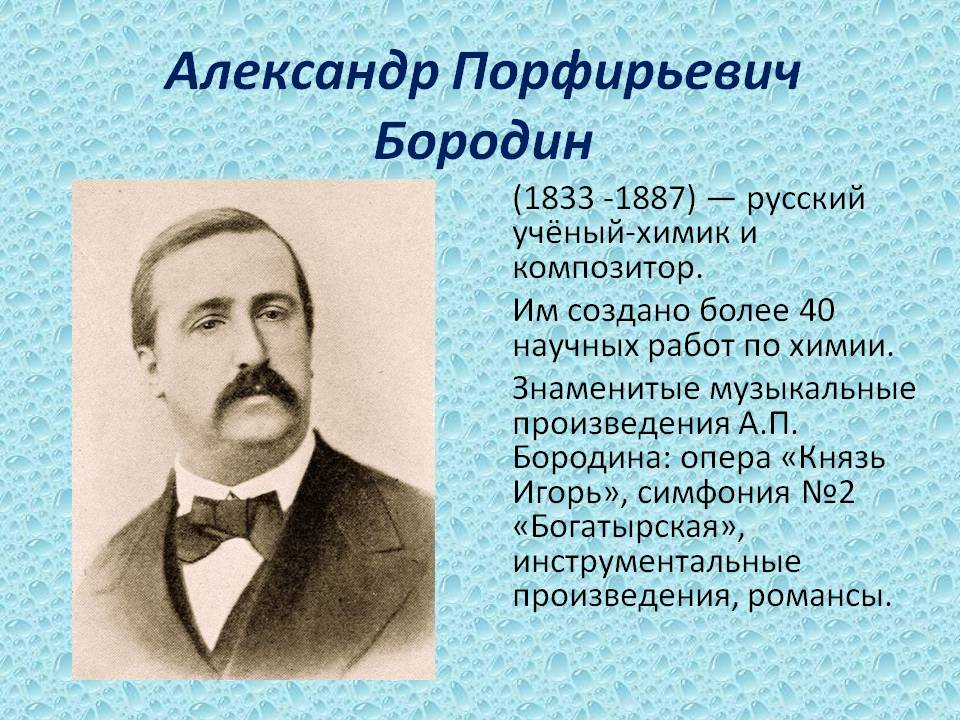 Александр Порфирьевич
Бородин
(1833 -1887) — русский
учёный-химик и
композитор.
Им создано более 40
научных работ по химии.
Знаменитые музыкальные
произведения А.П.
Бородина: опера «Князь
Игорь», симфония №2
«Богатырская»,
инструментальные
произведения, романсы.